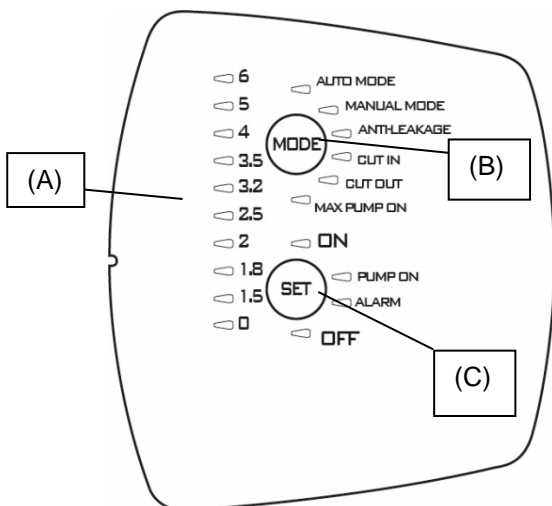 6
5
4
3.5
3.2
2.5
2
1.8
1.5
0
AUTO MODE
MANUAL MODE
ANTI-LEAKAGE
CUT IN
CUT OUT
MAX PUMP ON
MODE
ON
SET
PUMP ON
ALARM
OFF
(A)
(B)
(C)